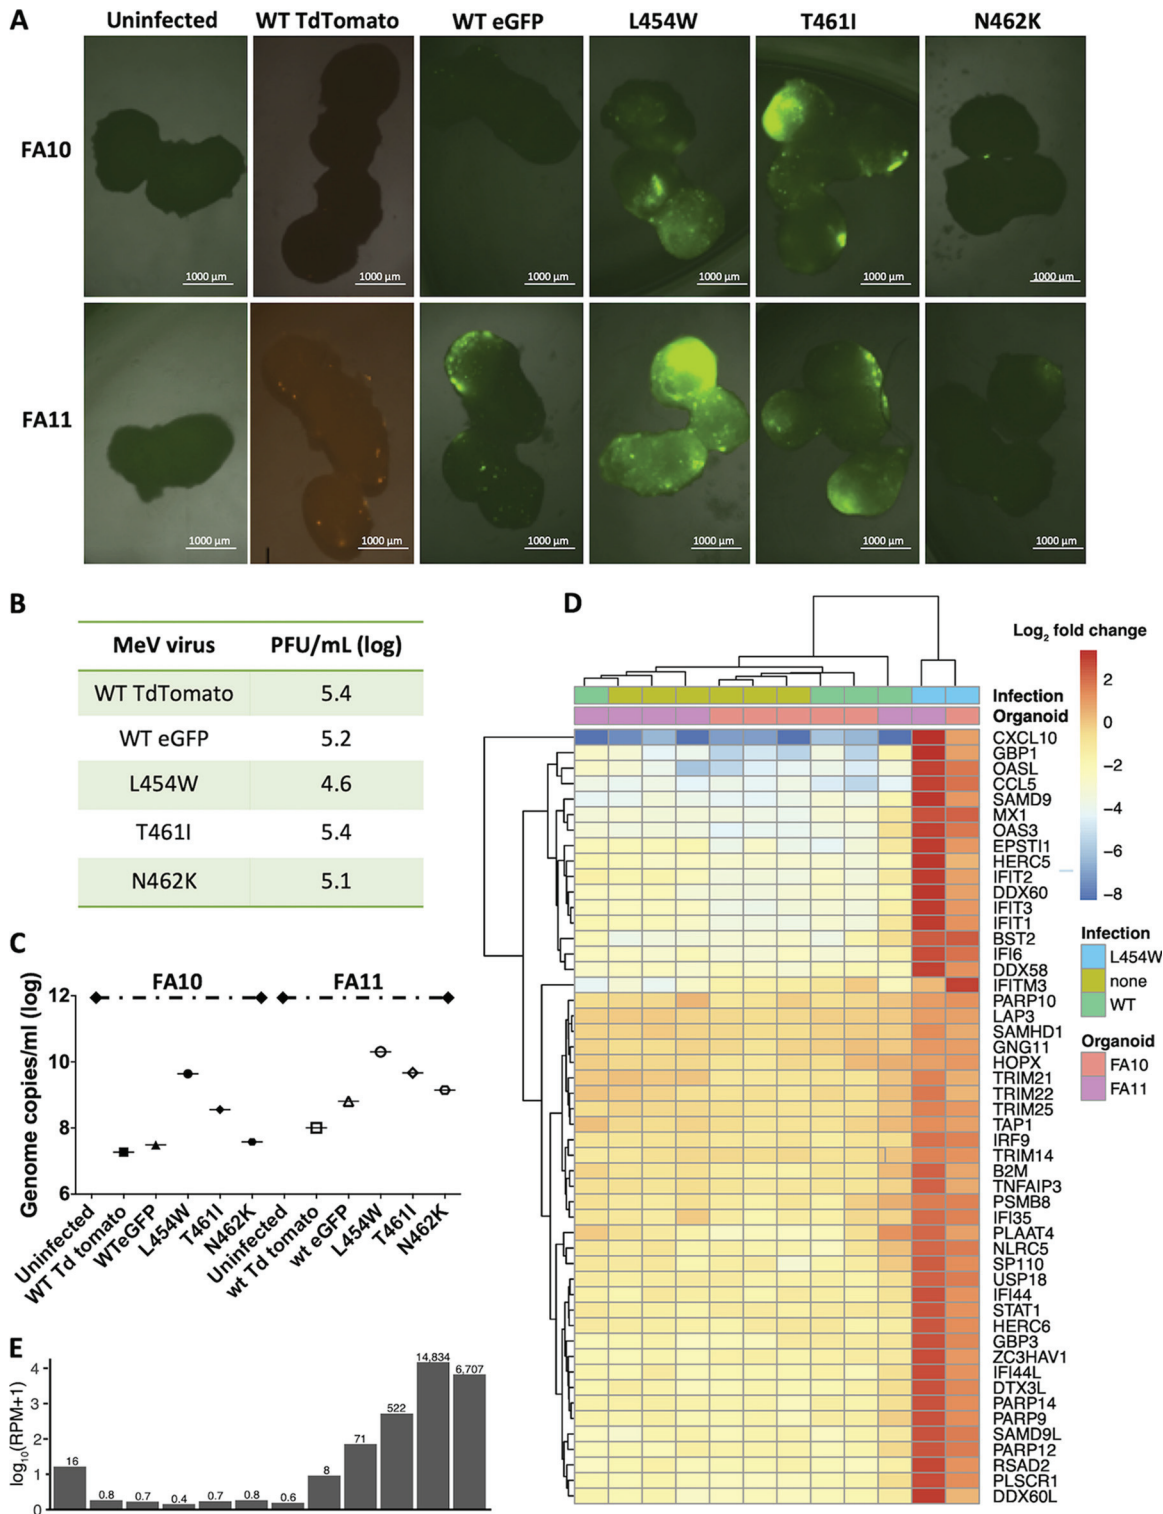 A
Uninfected WT TdTomato WT eGFP L454W T461I N462K
FA10
1000 µm 1000 µm 1000 µm 1000 µm 1000 µm 1000 µm
FA11
1000 µm 1000 µm 1000 µm 1000 µm 1000 µm 1000 µm
B
MeV virus PFU/mL (log)
WT TdTomato 5.4
WT eGFP 5.2
L454W 4.6
T461I 5.4
N462K 5.1
C
FA10 FA11
Genome copies/ml (log)
12
10
8
6
Uninfected
WT Td tomato
WTeGFP
L454W
T461I
N462K
Uninfected
wt Td tomato
wt eGFP
L454W
T461I
N462K
D
Log2 fold change
2
0
−2
−4
−6
−8
Infection
Organoid
CXCL10
GBP1
OASL
CCL5
SAMD9
MX1
OAS3
EPSTI1
HERC5
IFIT2
DDX60
IFIT3
IFIT1
BST2
IFI6
DDX58
IFITM3
PARP10
LAP3
SAMHD1
GNG11
HOPX
TRIM21
TRIM22
TRIM25
TAP1
IRF9
TRIM14
B2M
TNFAIP3
PSMB8
IFI35
PLAAT4
NLRC5
SP110
USP18
IFI44
STAT1
HERC6
GBP3
ZC3HAV1
IFI44L
DTX3L
PARP14
PARP9
SAMD9L
PARP12
RSAD2
PLSCR1
DDX60L
Infection
L454W
none
WT
Organoid
FA10
FA11
E
log10(RPM+1)
4
3
2
1
0
16 0.8 0.7 0.4 0.7 0.8 0.6 8 71 522 14,834 6,707